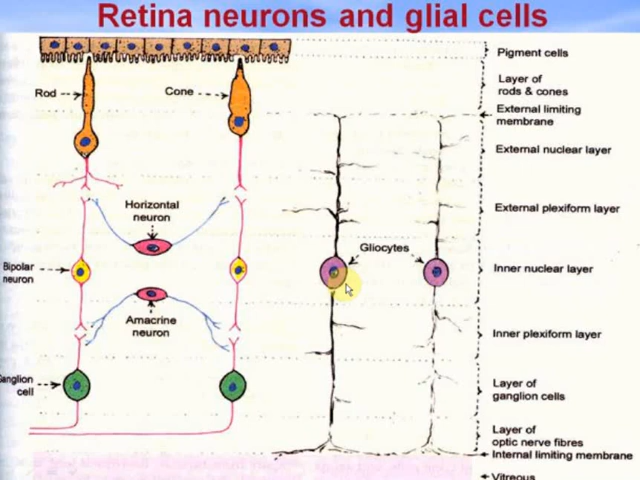 Retina neurons and glial cells
Pigment cells
Layer of
rods & cones
External limiting
membrane
External nuclear layer
External plexiform layer
Inner nuclear layer
Inner plexiform layer
Layer of
ganglion cells
Layer of
optic nerve fibres
Internal limiting membrane
Vitreous
Rod
Cone
Horizontal
neuron
Gliocytes
Bipolar
neuron
Amacrine
neuron
Ganglion
cell